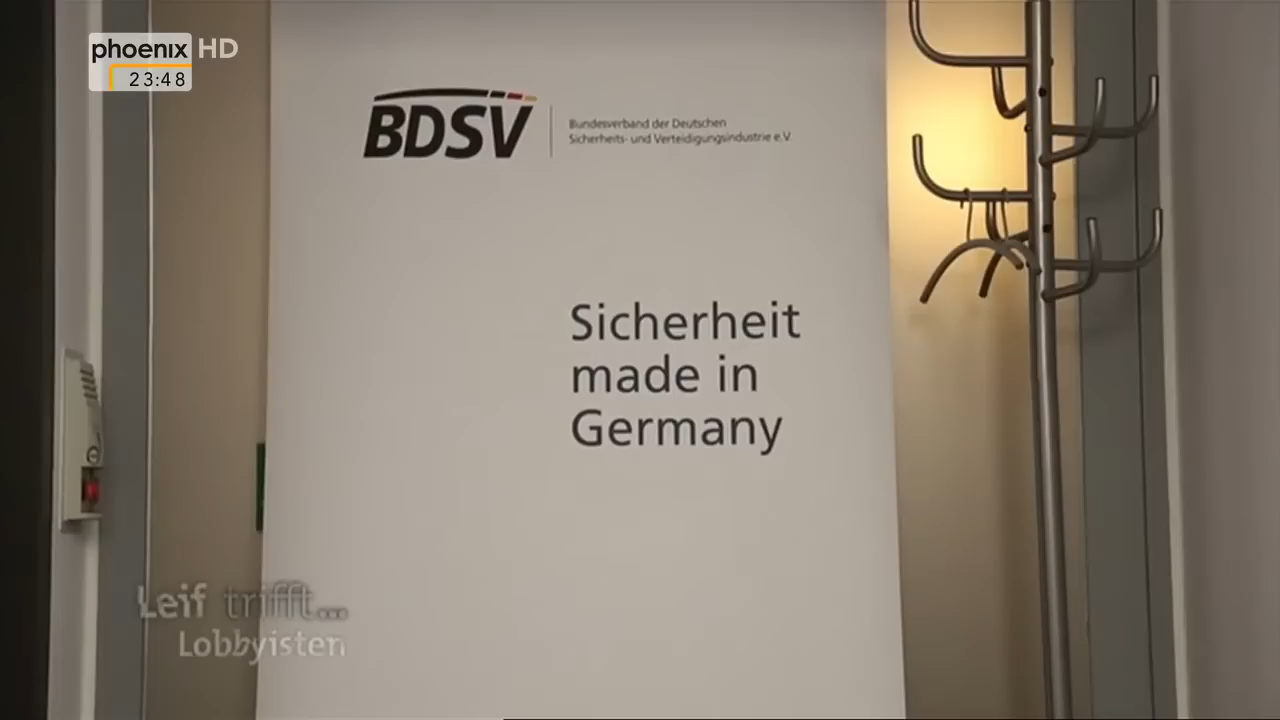 phoenix HD
23:48
BDSV
Bundesverband der Deutschen
Sicherheits- und Verteidigungsindustrie e.V.
Sicherheit
made in
Germany
Leif trifft...
Lobbyisten